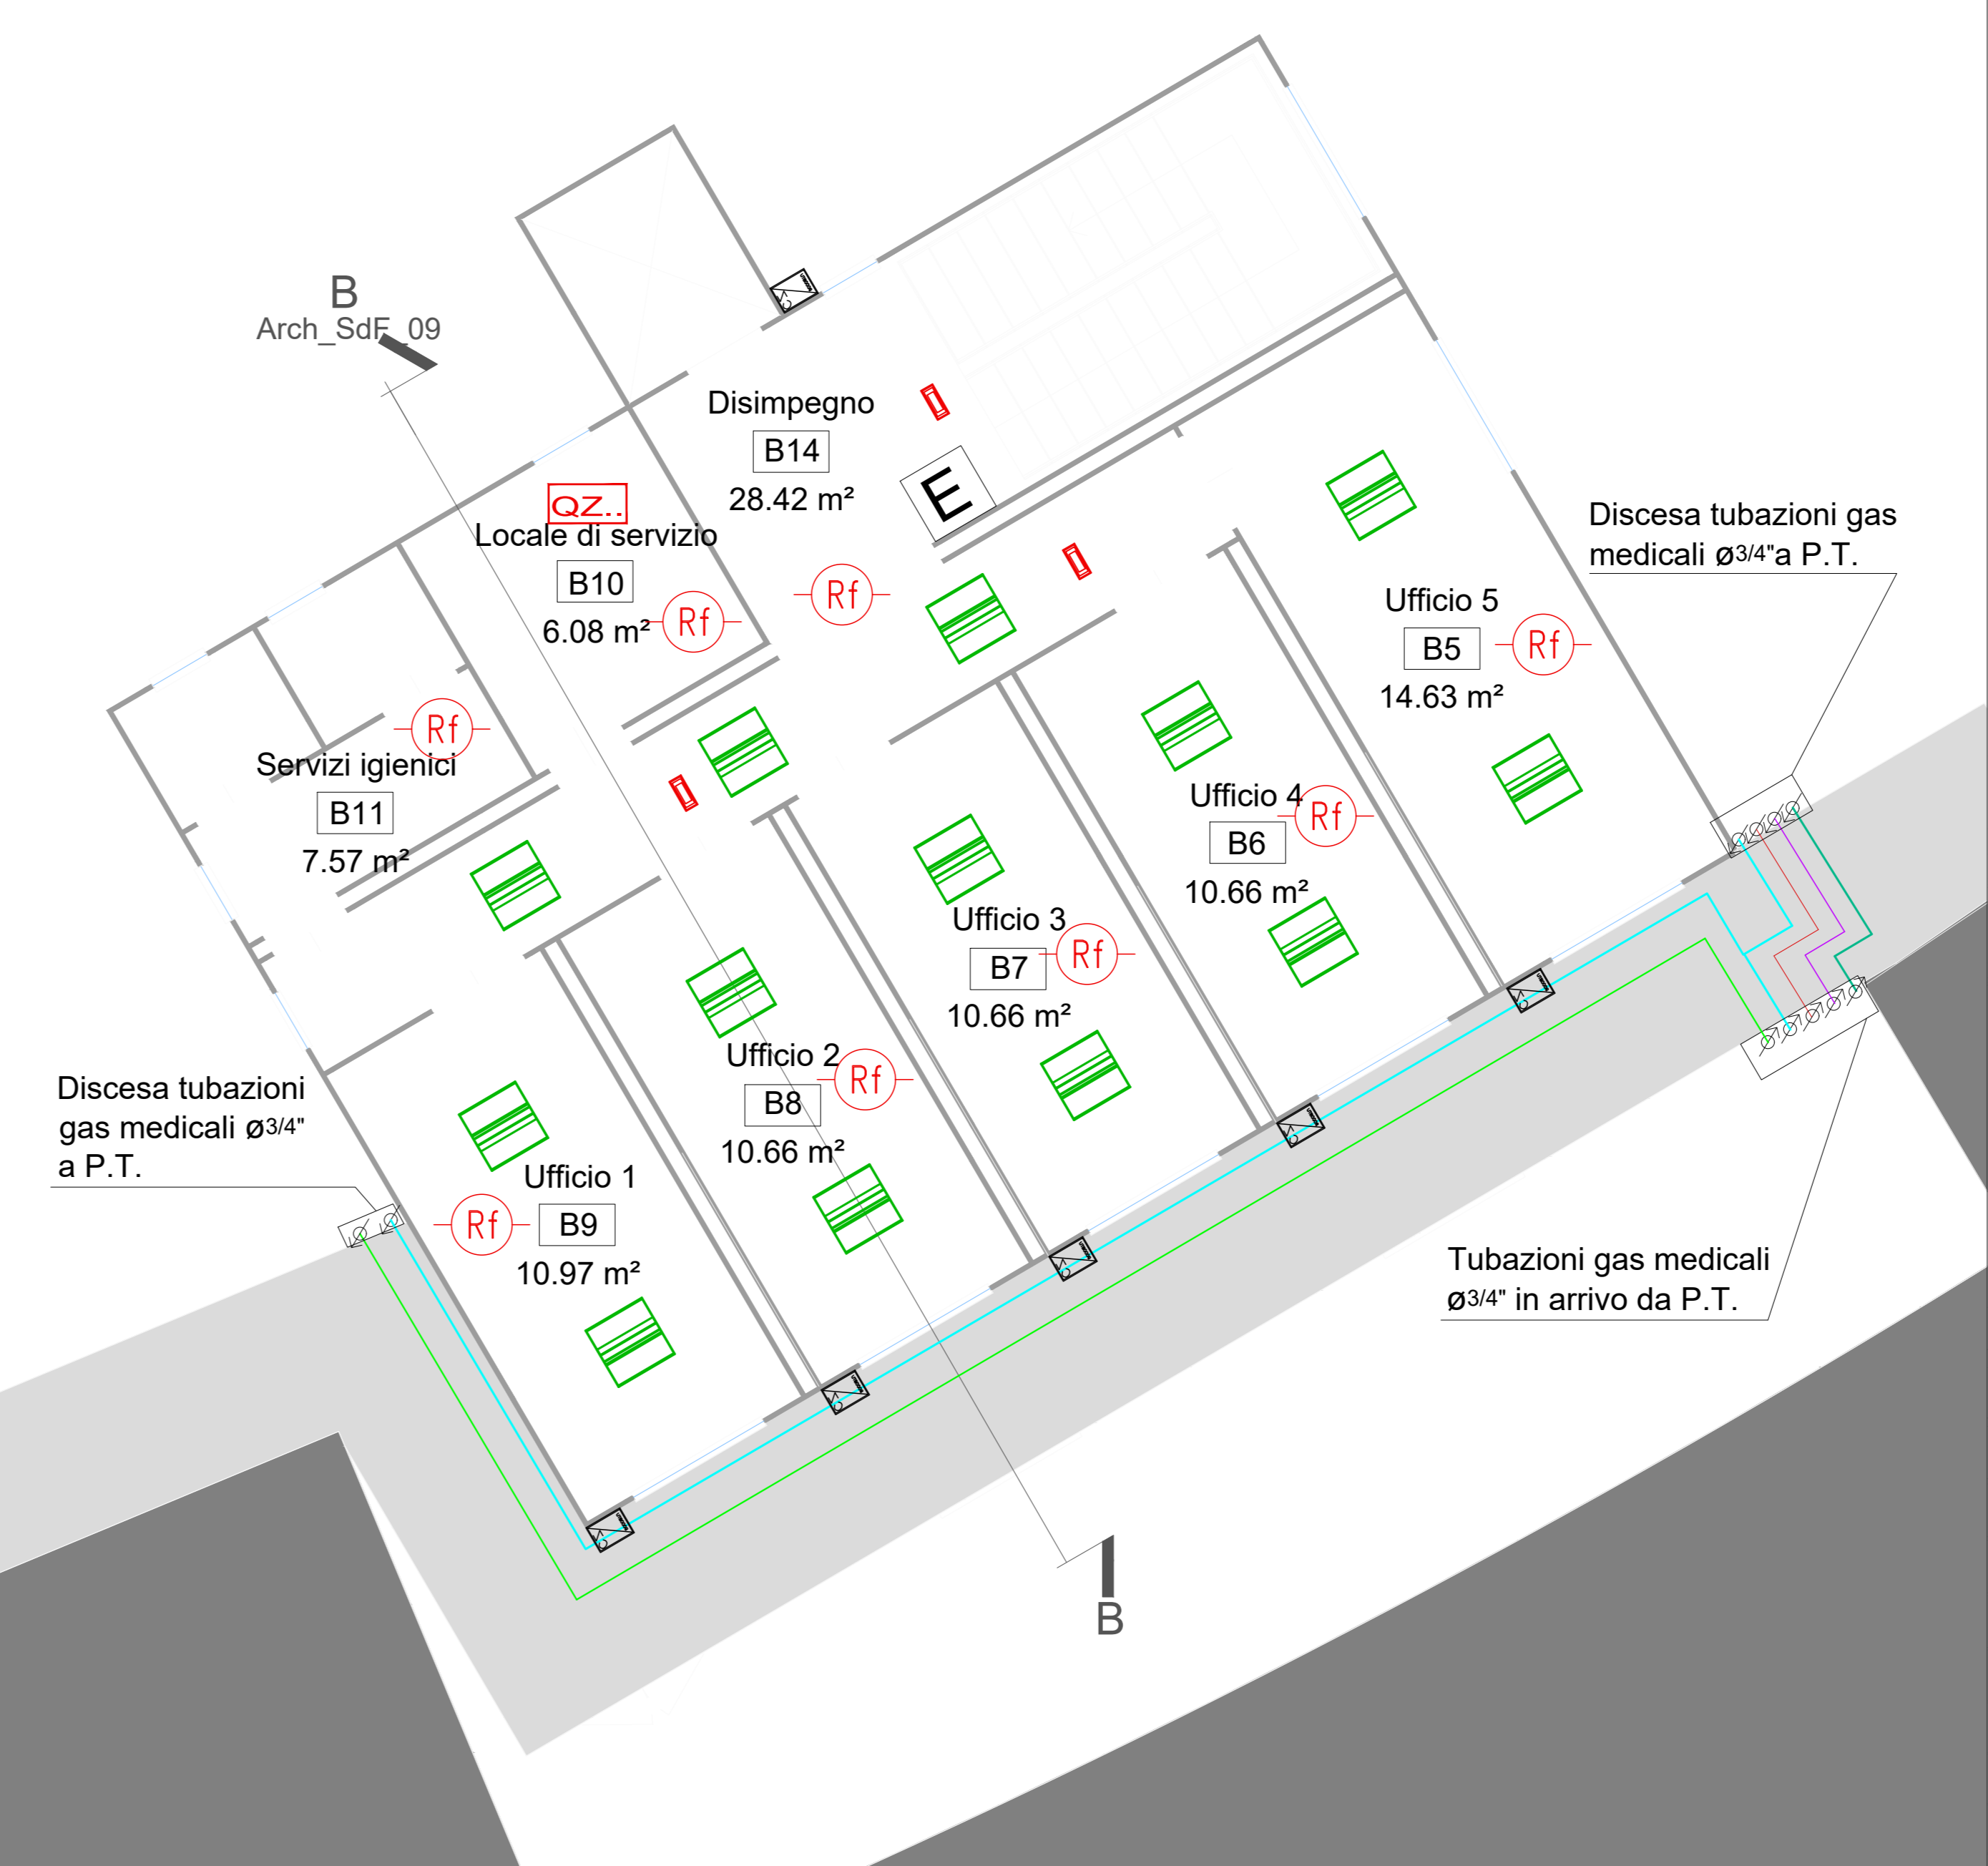 B
Arch_SdF_09
Disimpegno
B14
28.42 m²
E
QZ..
Locale di servizio
B10
6.08 m²
Rf
Rf
Discesa tubazioni gas
medicali ø3/4"a P.T.
Ufficio 5
B5
14.63 m²
Rf
Rf
Servizi igienici
B11
7.57 m²
Ufficio 4
B6
10.66 m²
Rf
Ufficio 3
B7
10.66 m²
Rf
Ufficio 2
B8
10.66 m²
Rf
Discesa tubazioni
gas medicali ø3/4"
a P.T.
Ufficio 1
Rf
B9
10.97 m²
Tubazioni gas medicali
ø3/4" in arrivo da P.T.
B